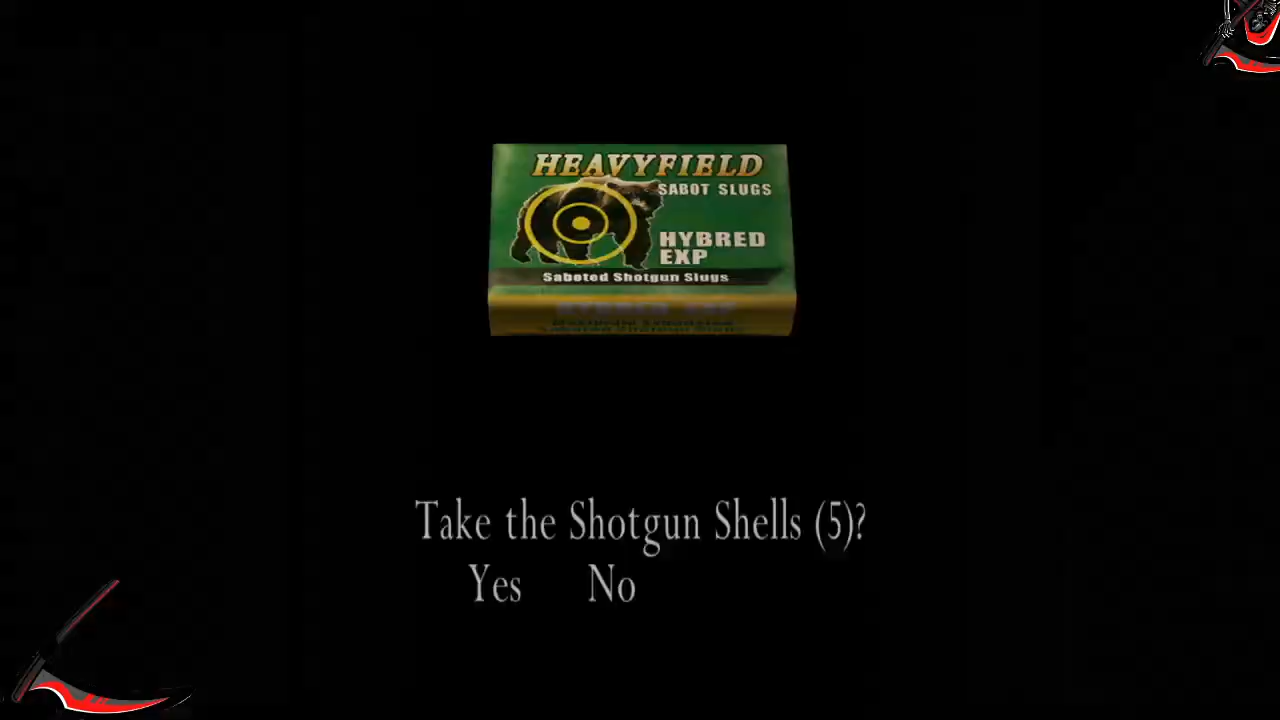 HEAVYFIELD
SABOT SLUGS
HYBRED
EXP
Saboted Shotgun Slugs
Take the Shotgun Shells (5)?
Yes No